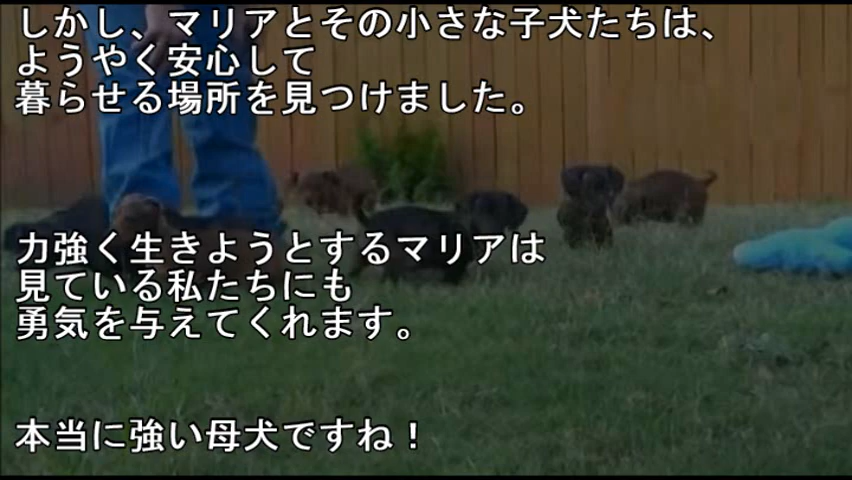 しかし、マリアとその小さな子犬たちは、
ようやく安心して
暮らせる場所を見つけました。
力強く生きようとするマリアは
見ている私たちにも
勇気を与えてくれます。
本当に強い母犬ですね！